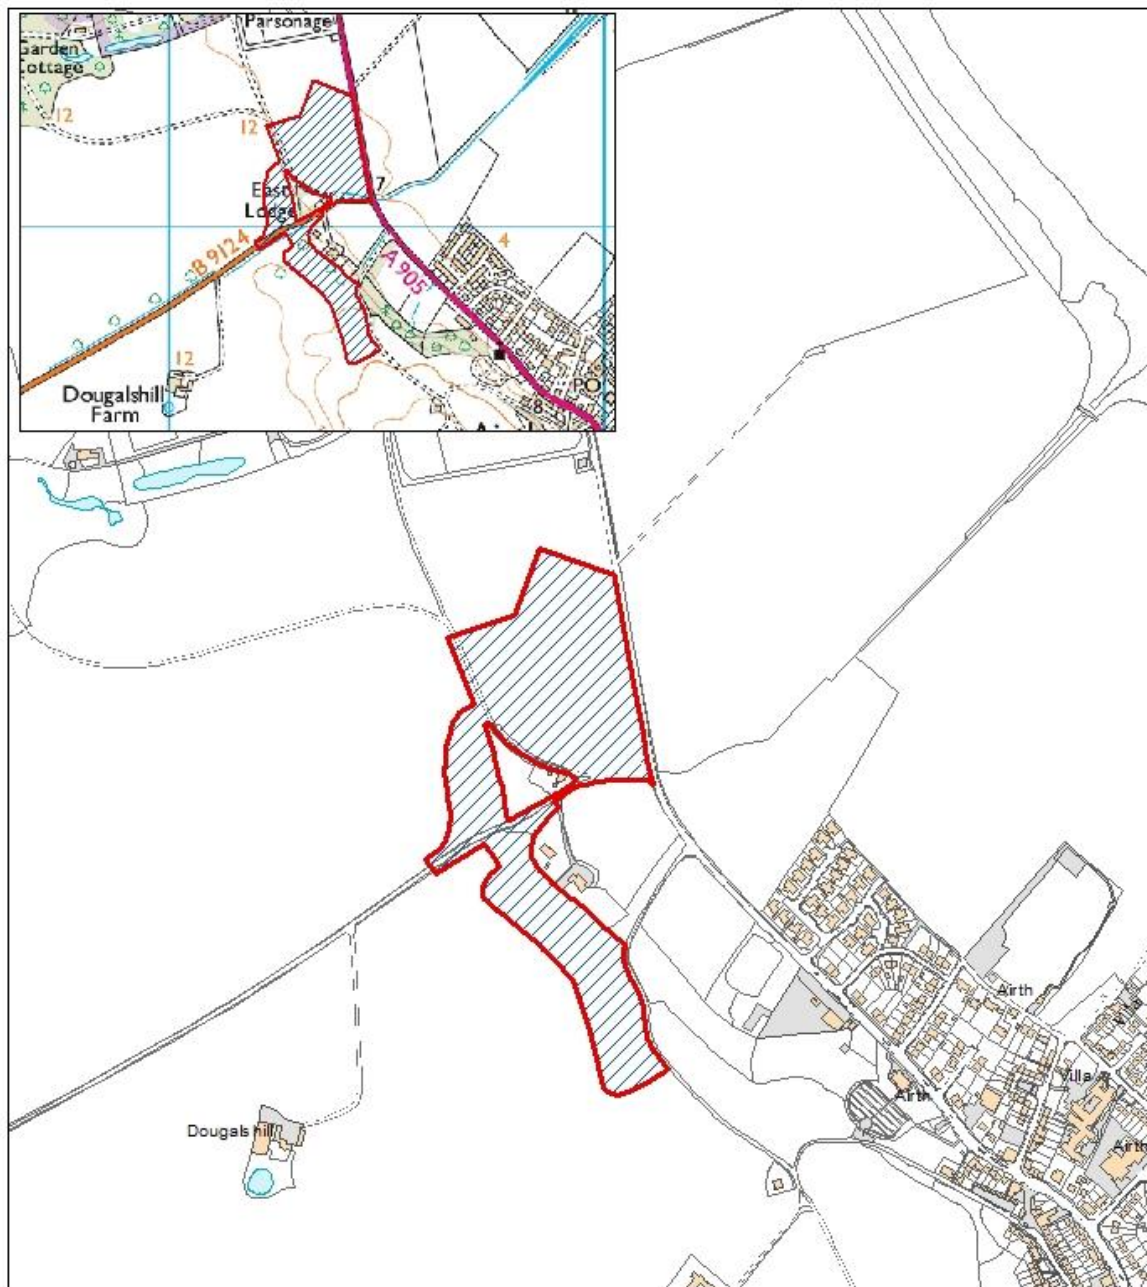 Parsonage
Garden
Cottage
12
12
7
East
Lodge
B 9124
A 905
4
12
Dougalshill
Farm
PO
8
Airth
Villa
Airth
Dougalshill
Airth